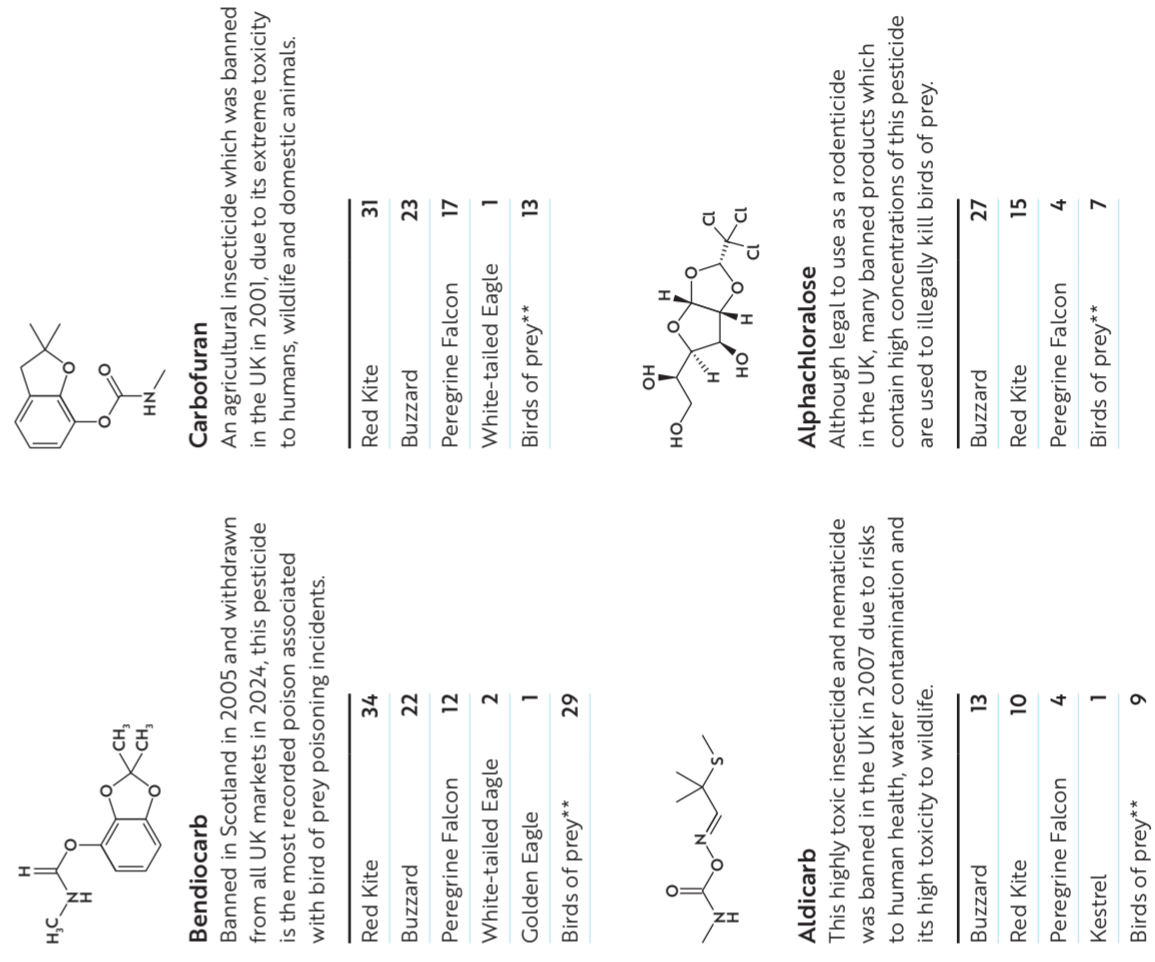 H₃C
NH
H
O
O
O
CH₃
CH₃
Bendiocarb
Banned in Scotland in 2005 and withdrawn
from all UK markets in 2024, this pesticide
is the most recorded poison associated
with bird of prey poisoning incidents.
Red Kite 34
Buzzard 22
Peregrine Falcon 12
White-tailed Eagle 2
Golden Eagle 1
Birds of prey** 29
O
O
O
HN
Carbofuran
An agricultural insecticide which was banned
in the UK in 2001, due to its extreme toxicity
to humans, wildlife and domestic animals.
Red Kite 31
Buzzard 23
Peregrine Falcon 17
White-tailed Eagle 1
Birds of prey** 13
O
NH
O
N
S
Aldicarb
This highly toxic insecticide and nematicide
was banned in the UK in 2007 due to risks
to human health, water contamination and
its high toxicity to wildlife.
Buzzard 13
Red Kite 10
Peregrine Falcon 4
Kestrel 1
Birds of prey** 9
HO
OH
H
O
H
O
O
H
HO
Cl
Cl
Cl
Alphachloralose
Although legal to use as a rodenticide
in the UK, many banned products which
contain high concentrations of this pesticide
are used to illegally kill birds of prey.
Buzzard 27
Red Kite 15
Peregrine Falcon 4
Birds of prey** 7